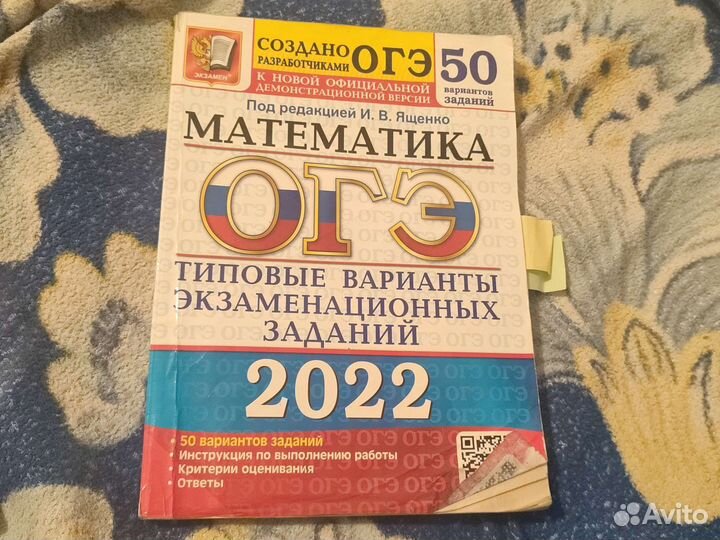 СОЗДАНО
РАЗРАБОТЧИКАМИ
ОГЭ
50
вариантов
заданий
ЭКЗАМЕН
К НОВОЙ ОФИЦИАЛЬНОЙ
ДЕМОНСТРАЦИОННОЙ ВЕРСИИ
Под редакцией И. В. Ященко
МАТЕМАТИКА
ОГЭ
ТИПОВЫЕ ВАРИАНТЫ
ЭКЗАМЕНАЦИОННЫХ
ЗАДАНИЙ
2022
• 50 вариантов заданий
• Инструкция по выполнению работы
• Критерии оценивания
• Ответы
Avito